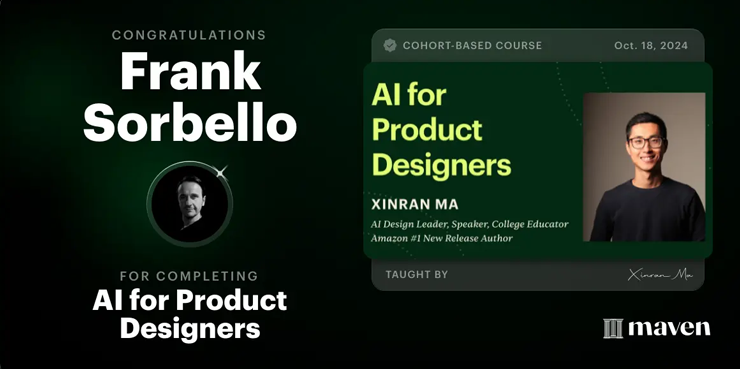 CONGRATULATIONS
Frank
Sorbello
FOR COMPLETING
AI for Product
Designers
COHORT-BASED COURSE
Oct. 18, 2024
AI for
Product
Designers
XINRAN MA
AI Design Leader, Speaker, College Educator
Amazon #1 New Release Author
TAUGHT BY
Xinran Ma
maven